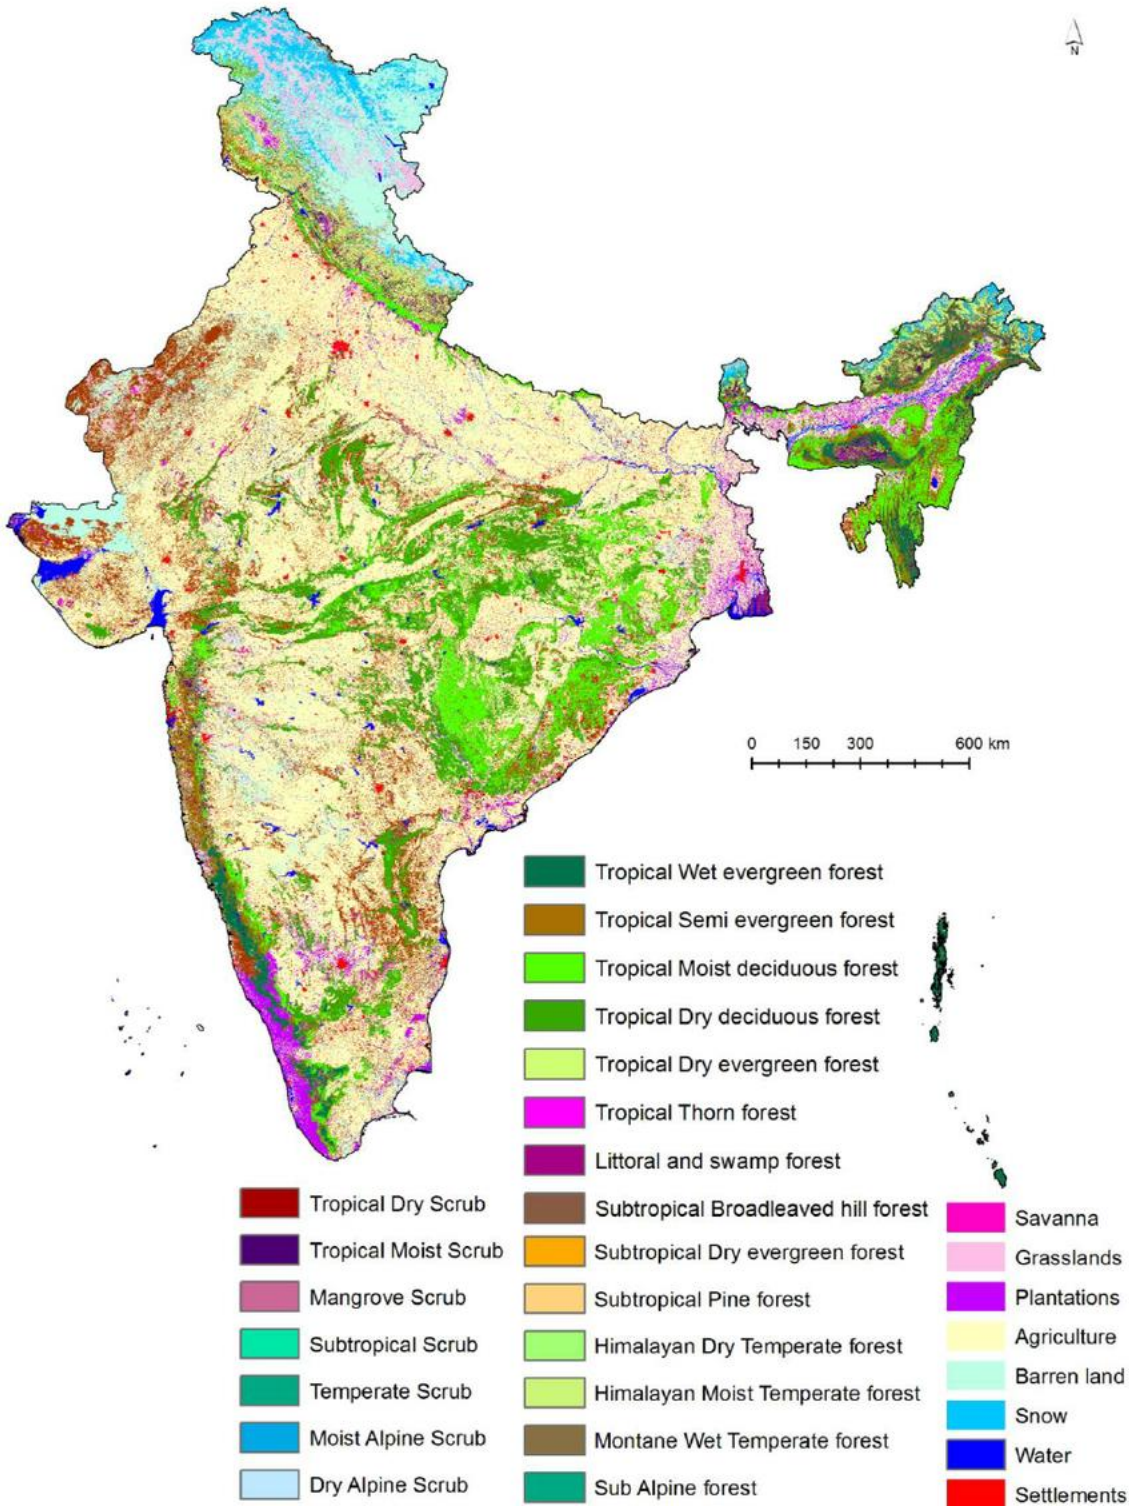 N
0 150 300 600 km
Tropical Wet evergreen forest
Tropical Semi evergreen forest
Tropical Moist deciduous forest
Tropical Dry deciduous forest
Tropical Dry evergreen forest
Tropical Thorn forest
Littoral and swamp forest
Subtropical Broadleaved hill forest
Subtropical Dry evergreen forest
Subtropical Pine forest
Himalayan Dry Temperate forest
Himalayan Moist Temperate forest
Montane Wet Temperate forest
Sub Alpine forest
Tropical Dry Scrub
Tropical Moist Scrub
Mangrove Scrub
Subtropical Scrub
Temperate Scrub
Moist Alpine Scrub
Dry Alpine Scrub
Savanna
Grasslands
Plantations
Agriculture
Barren land
Snow
Water
Settlements